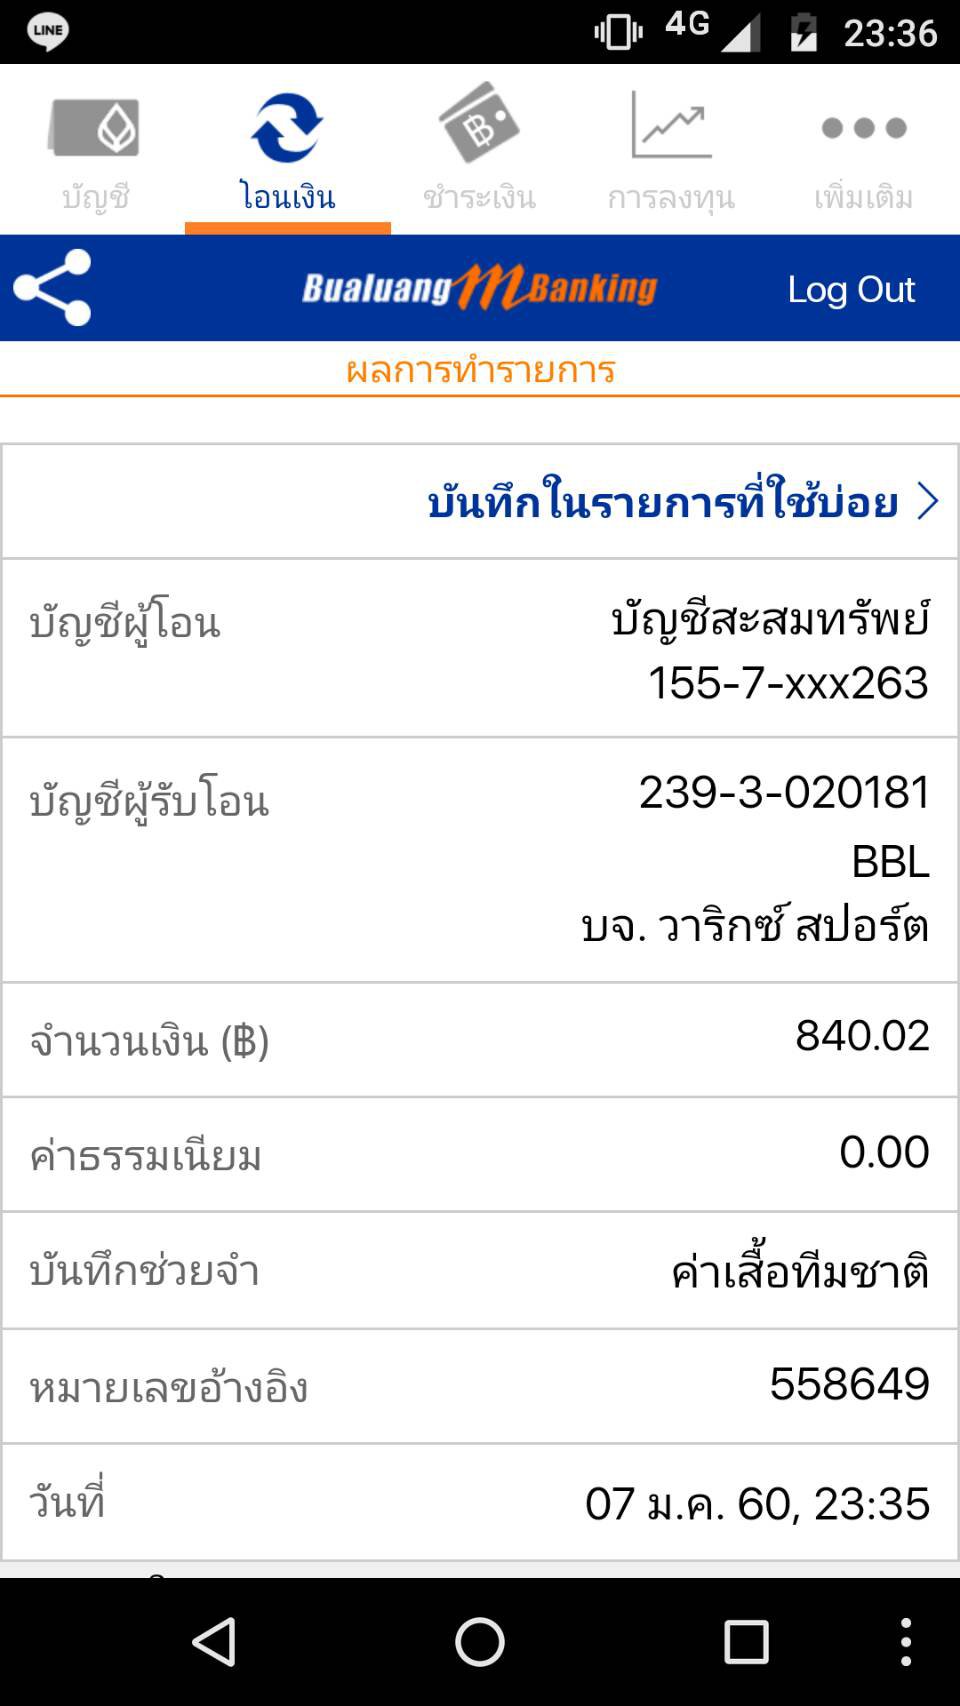 LINE
4G
23:36
บัญชี
โอนเงิน
ชำระเงิน
การลงทุน
เพิ่มเติม
BualuangmBanking
Log Out
ผลการทำรายการ
บันทึกในรายการที่ใช้บ่อย
บัญชีผู้โอน
บัญชีสะสมทรัพย์
155-7-xxx263
บัญชีผู้รับโอน
239-3-020181
BBL
บจ. วาริกซ์ สปอร์ต
จำนวนเงิน (฿)
840.02
ค่าธรรมเนียม
0.00
บันทึกช่วยจำ
ค่าเสื้อทีมชาติ
หมายเลขอ้างอิง
558649
วันที่
07 ม.ค. 60, 23:35